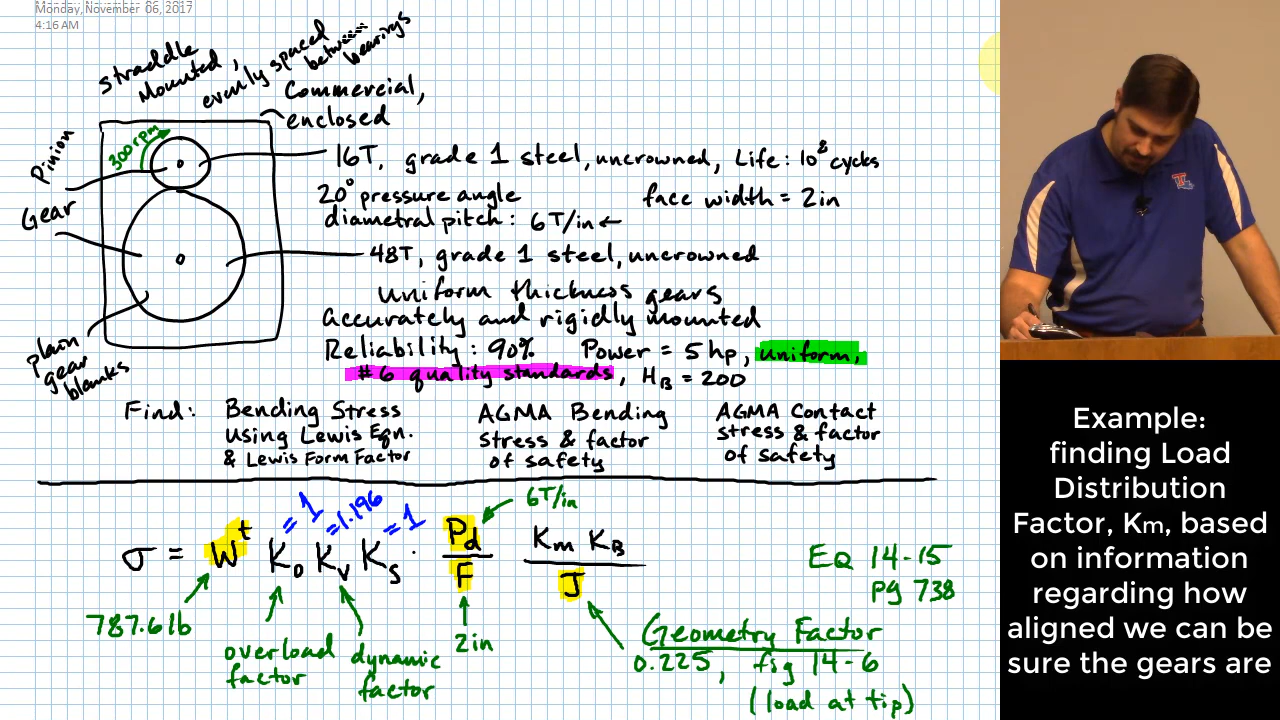 Monday, November 06, 2017
4:16 AM
straddle
mounted,
evenly spaced
between
bearings
Commercial,
enclosed
Pinion
300 rpm
16T, grade 1 steel, uncrowned, Life: 10⁸ cycles
20° pressure angle face width = 2in
diametral pitch: 6T/in ←
Gear
48T, grade 1 steel, uncrowned
uniform thickness gears
accurately and rigidly mounted
plain
gear
blanks
Reliability: 90% Power = 5 hp, uniform,
#6 quality standards, H_B = 200
Find: Bending Stress
using Lewis Eqn.
& Lewis Form Factor
AGMA Bending
stress & factor
of safety
AGMA Contact
stress & factor
of safety
6T/in
= 1 = 1.196 = 1
σ = Wᵗ K_o K_v K_s · P_d/F K_m K_B/J
EQ 14-15
pg 738
787.6 lb
overload
factor
dynamic
factor
2in
Geometry Factor
0.225, fig 14-6
(load at tip)
Example:
finding Load
Distribution
Factor, Km, based
on information
regarding how
aligned we can be
sure the gears are